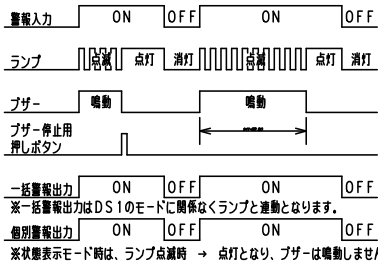 警報入力 ON OFF ON OFF
ランプ 点滅 点灯 消灯 点滅 点灯 消灯
ブザー 鳴動 鳴動
ブザー停止用
押しボタン
一括警報出力 ON OFF ON OFF
※一括警報出力はDS1のモードに関係なくランプと連動となります。
個別警報出力 ON OFF ON OFF
※状態表示モード時は、ランプ点滅時 → 点灯となり、ブザーは鳴動しません